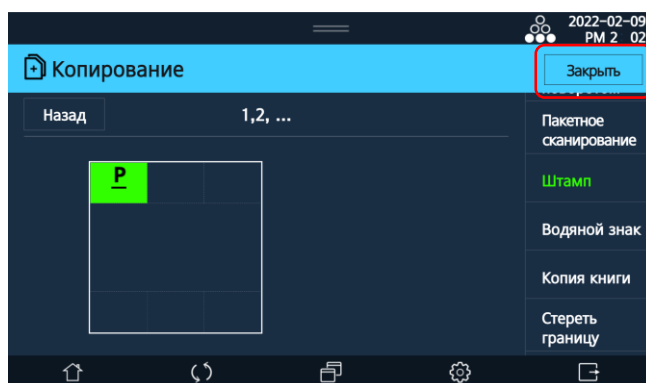 2022-02-09
PM 2 02
Копирование
Закрыть
Назад
1,2, ...
Пакетное
сканирование
P
Штамп
Водяной знак
Копия книги
Стереть
границу